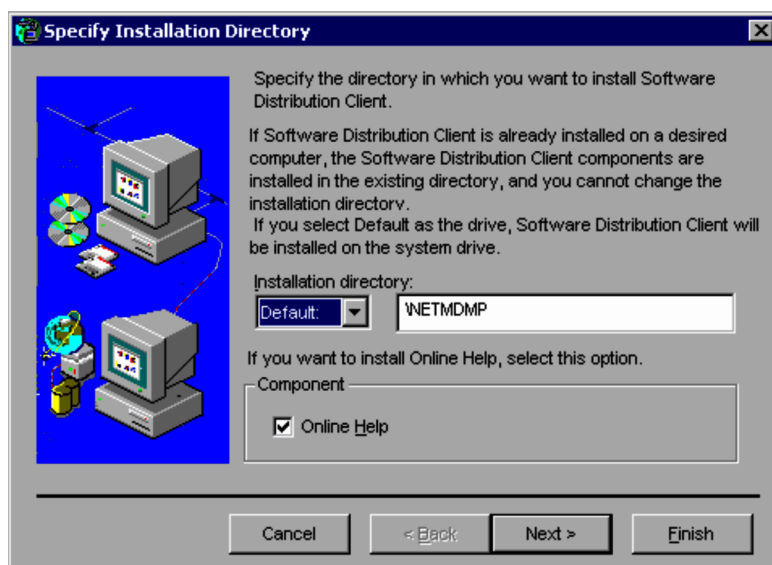 Specify Installation Directory
Specify the directory in which you want to install Software
Distribution Client.
If Software Distribution Client is already installed on a desired
computer, the Software Distribution Client components are
installed in the existing directory, and you cannot change the
installation directory.
If you select Default as the drive, Software Distribution Client will
be installed on the system drive.
Installation directory:
Default: \NETMDMP
If you want to install Online Help, select this option.
Component
Online Help
Cancel < Back Next > Finish